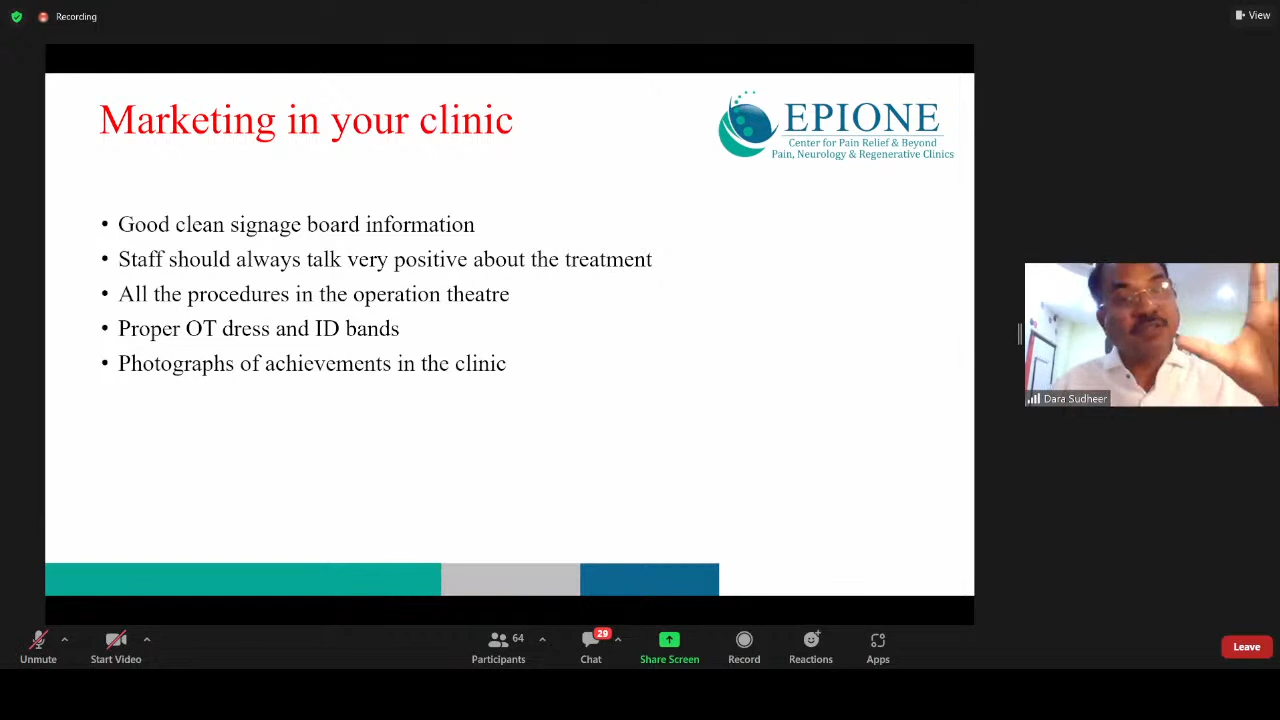 Recording
View
Marketing in your clinic
EPIONE
Center for Pain Relief & Beyond
Pain, Neurology & Regenerative Clinics
• Good clean signage board information
• Staff should always talk very positive about the treatment
• All the procedures in the operation theatre
• Proper OT dress and ID bands
• Photographs of achievements in the clinic
Dara Sudheer
64
29
Unmute
Start Video
Participants
Chat
Share Screen
Record
Reactions
Apps
Leave